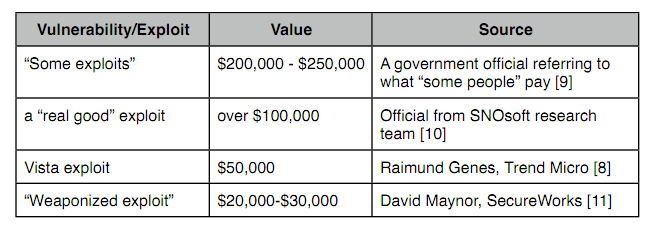 Vulnerability/Exploit Value Source
“Some exploits” $200,000 - $250,000 A government official referring to
what “some people” pay [9]
a “real good” exploit over $100,000 Official from SNOsoft research
team [10]
Vista exploit $50,000 Raimund Genes, Trend Micro [8]
“Weaponized exploit” $20,000-$30,000 David Maynor, SecureWorks [11]